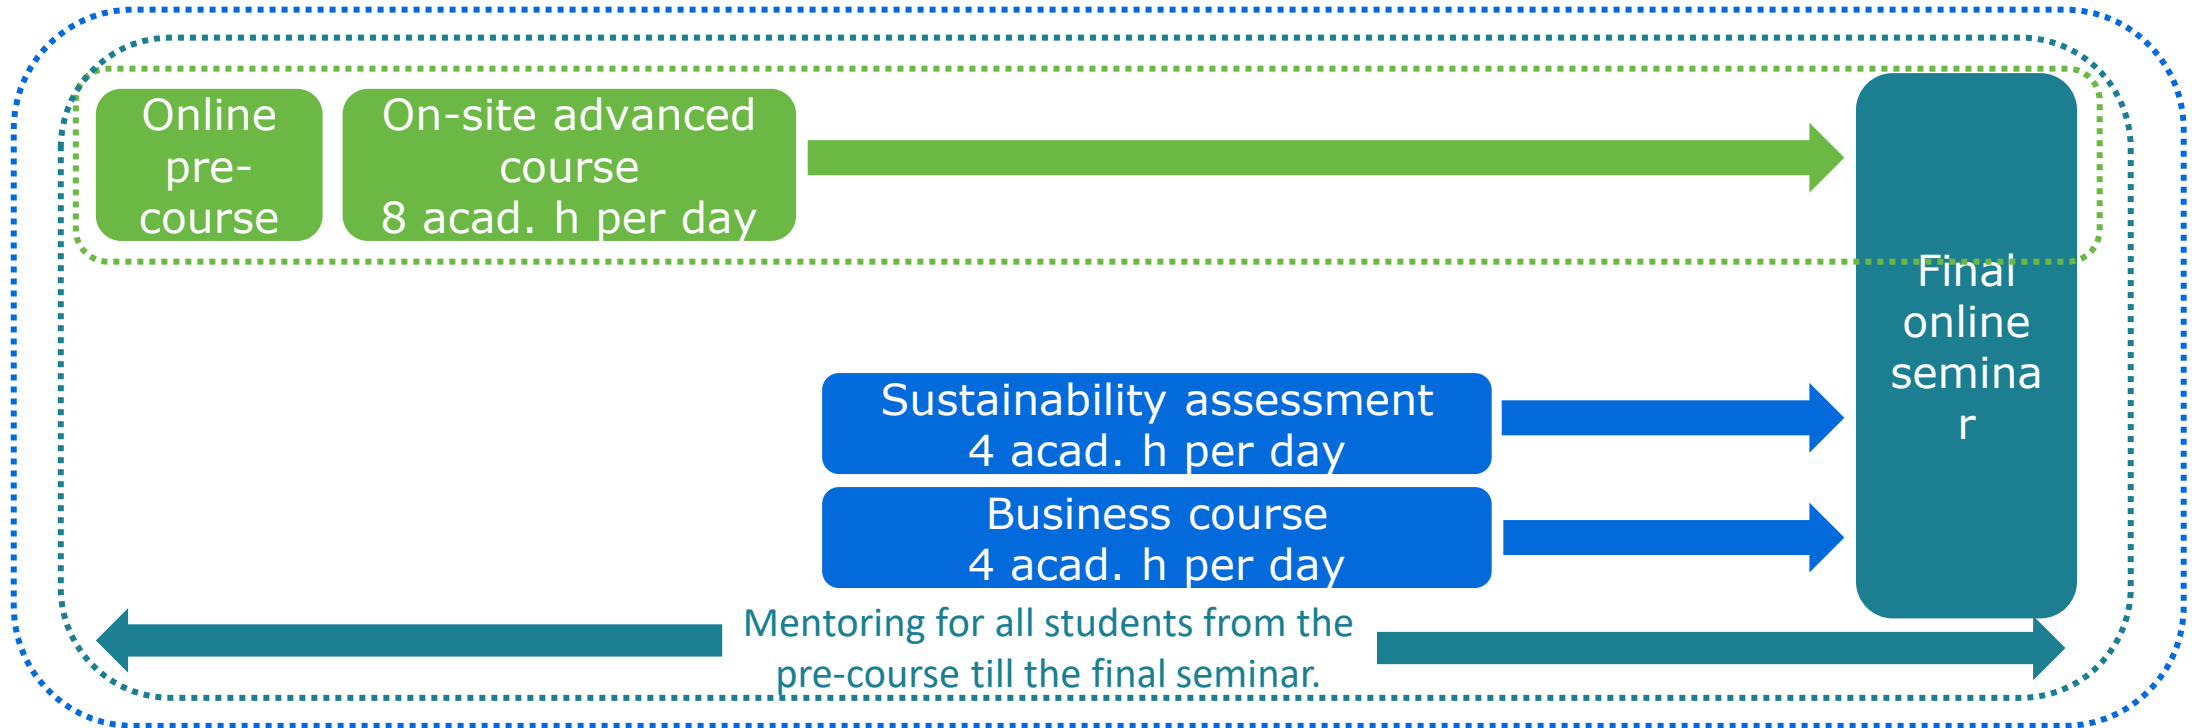 Online
pre-
course
On-site advanced
course
8 acad. h per day
Final
online
semina
r
Sustainability assessment
4 acad. h per day
Business course
4 acad. h per day
Mentoring for all students from the
pre-course till the final seminar.